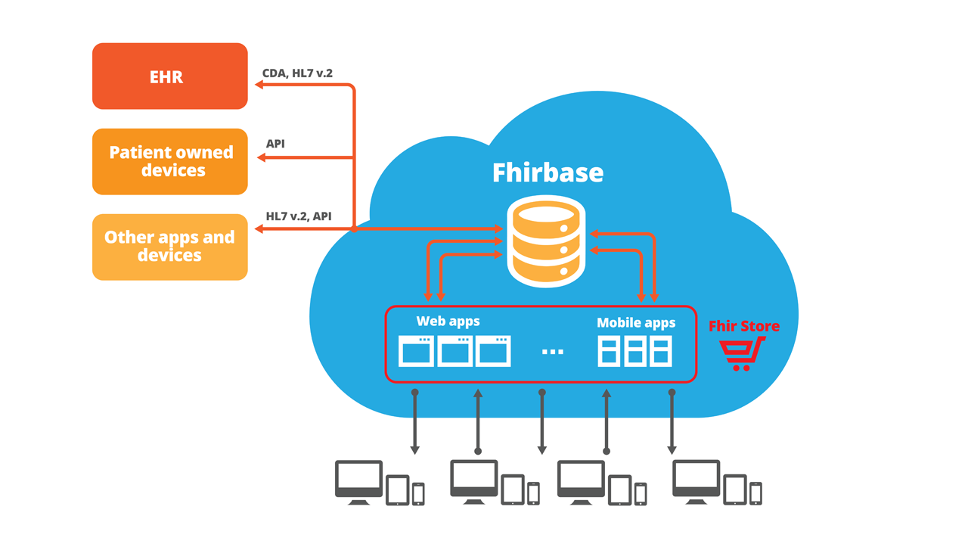 EHR
CDA, HL7 v.2
Patient owned
devices
API
Other apps and
devices
HL7 v.2, API
Fhirbase
Web apps
...
Mobile apps
Fhir Store